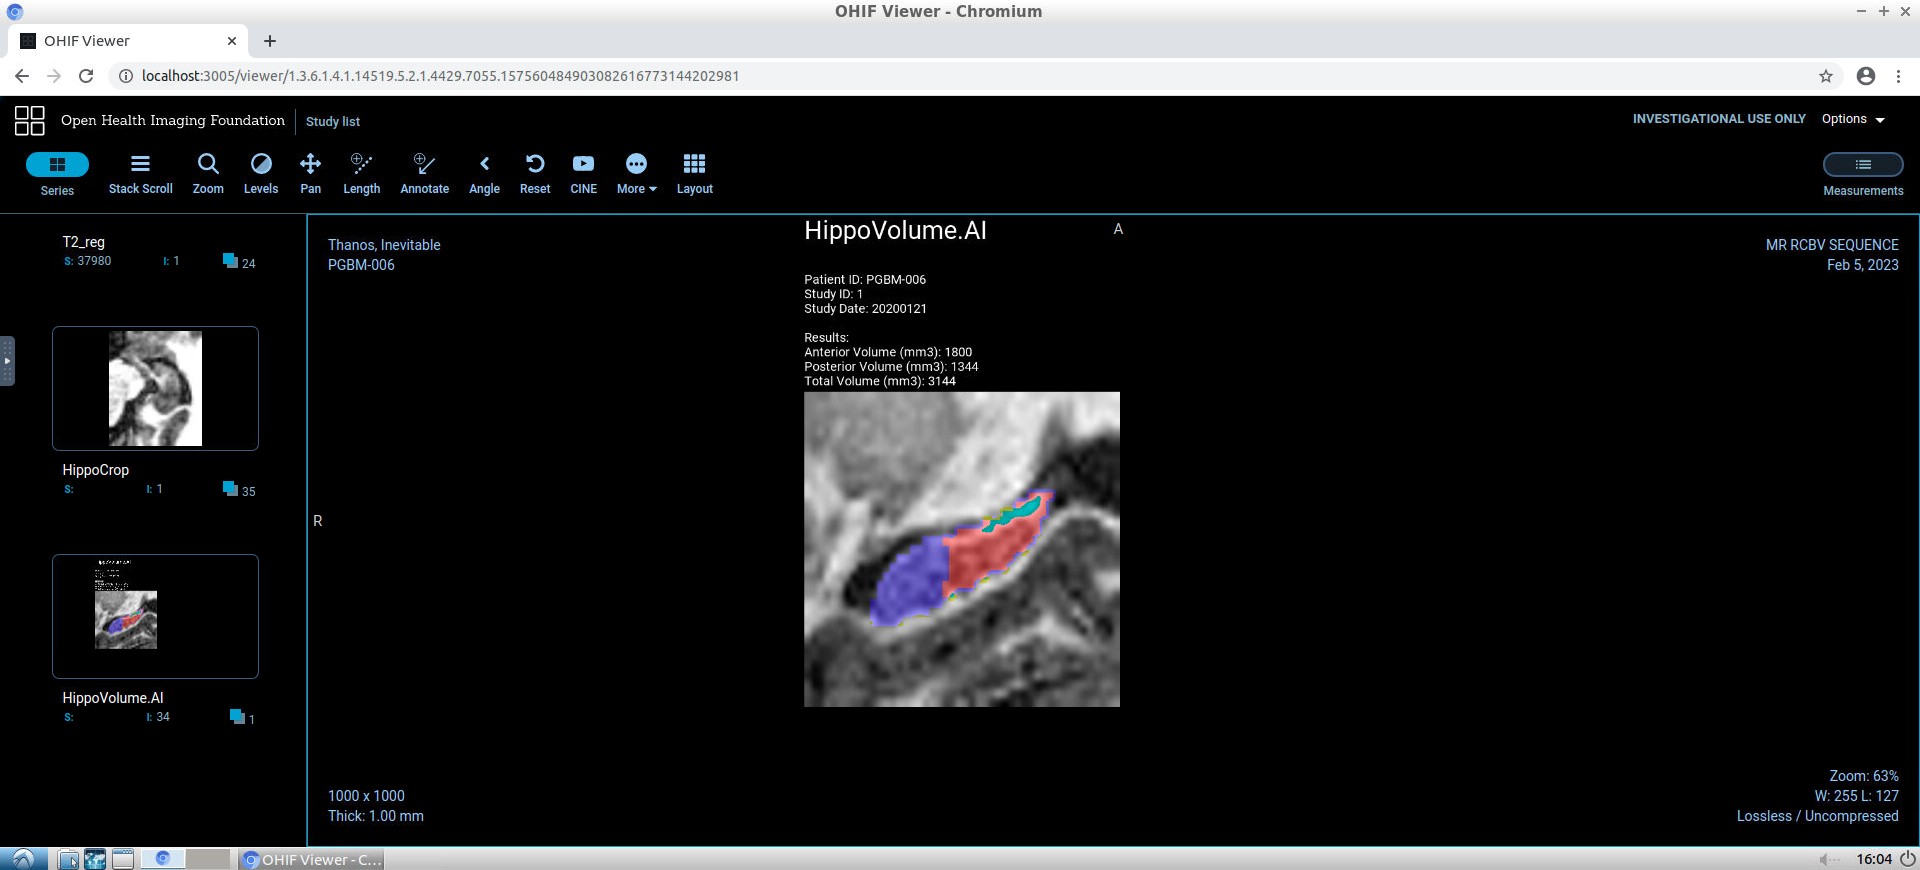 OHIF Viewer - Chromium
OHIF Viewer
localhost:3005/viewer/1.3.6.1.4.1.14519.5.2.1.4429.7055.157560484903082616773144202981
Open Health Imaging Foundation
Study list
INVESTIGATIONAL USE ONLY
Options
Series
Stack Scroll
Zoom
Levels
Pan
Length
Annotate
Angle
Reset
CINE
More
Layout
Measurements
T2_reg
S: 37980 I: 1 24
HippoCrop
S: I: 1 35
HippoVolume.AI
S: I: 34 1
Thanos, Inevitable
PGBM-006
HippoVolume.AI
A
MR RCBV SEQUENCE
Feb 5, 2023
Patient ID: PGBM-006
Study ID: 1
Study Date: 20200121
Results:
Anterior Volume (mm3): 1800
Posterior Volume (mm3): 1344
Total Volume (mm3): 3144
R
1000 x 1000
Thick: 1.00 mm
Zoom: 63%
W: 255 L: 127
Lossless / Uncompressed
OHIF Viewer - C...
16:04